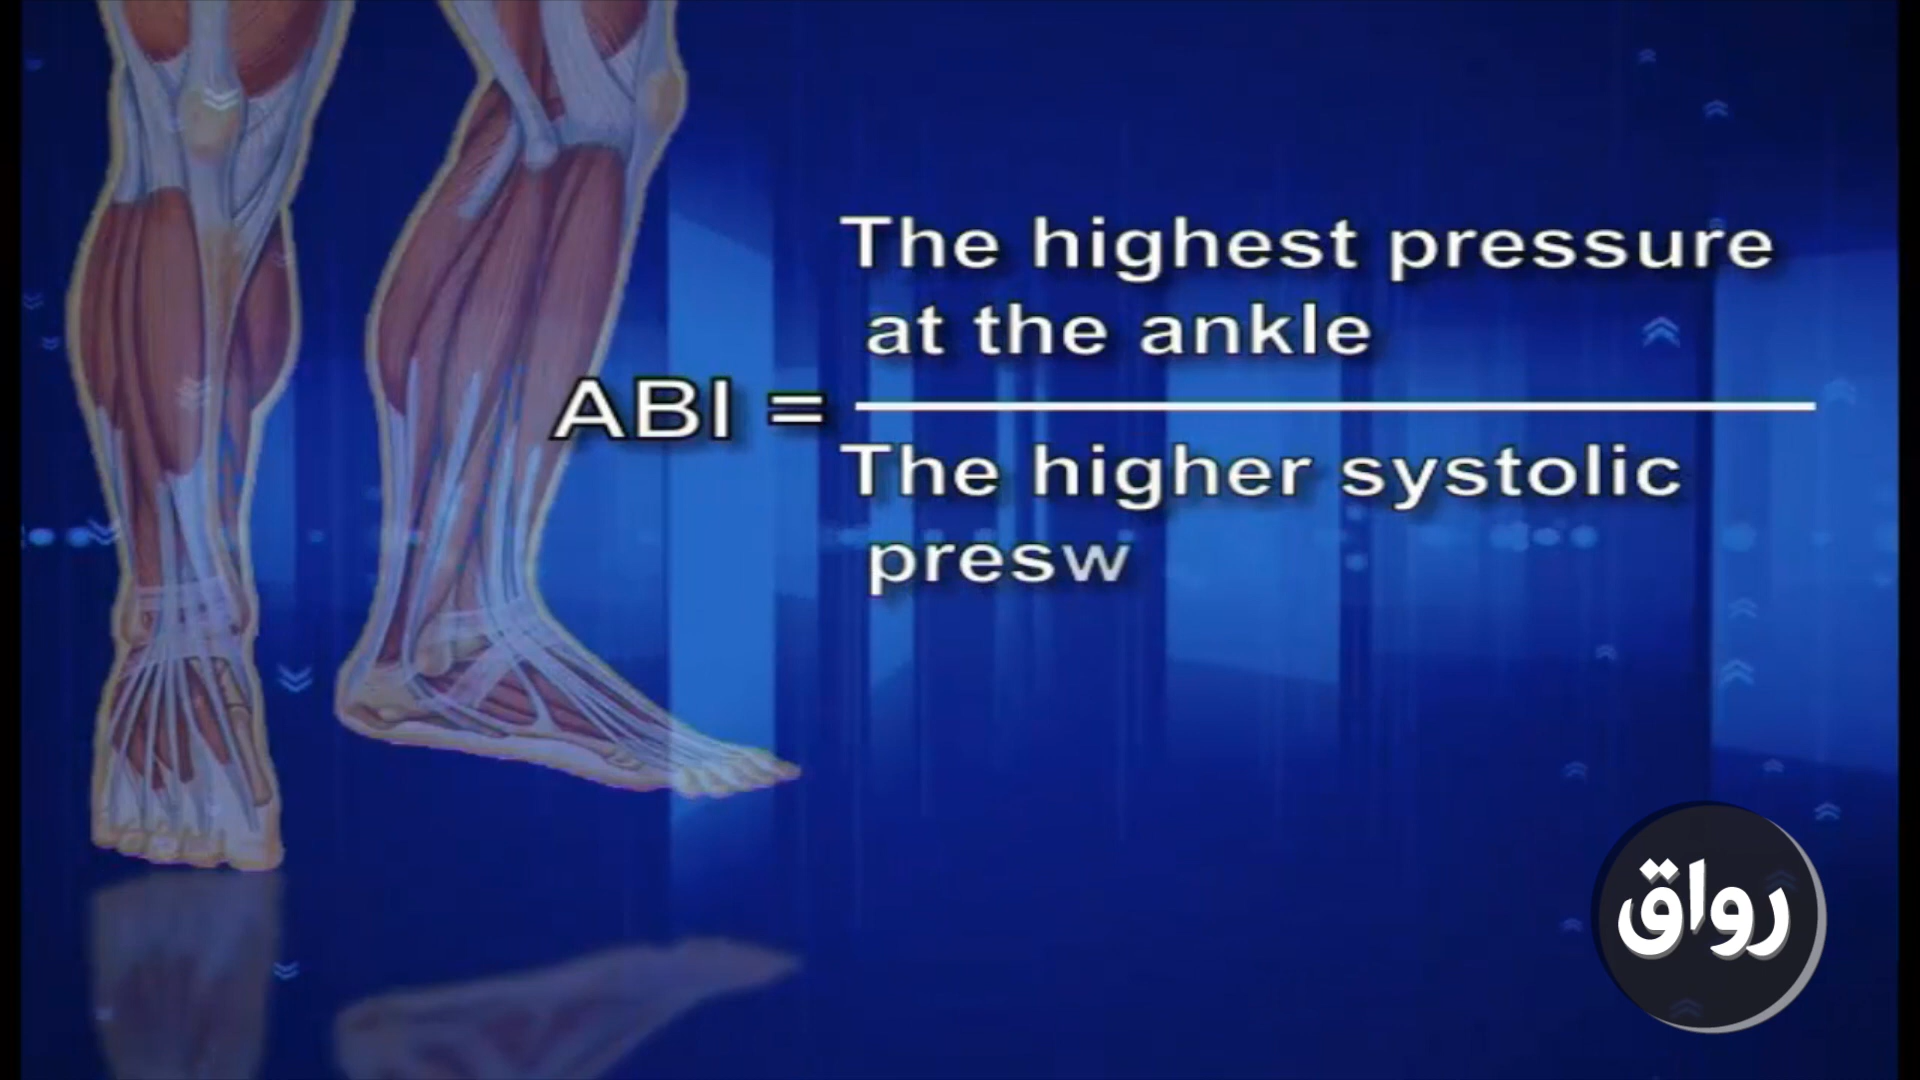 The highest pressure
at the ankle
ABI =
The higher systolic
presw
رواق